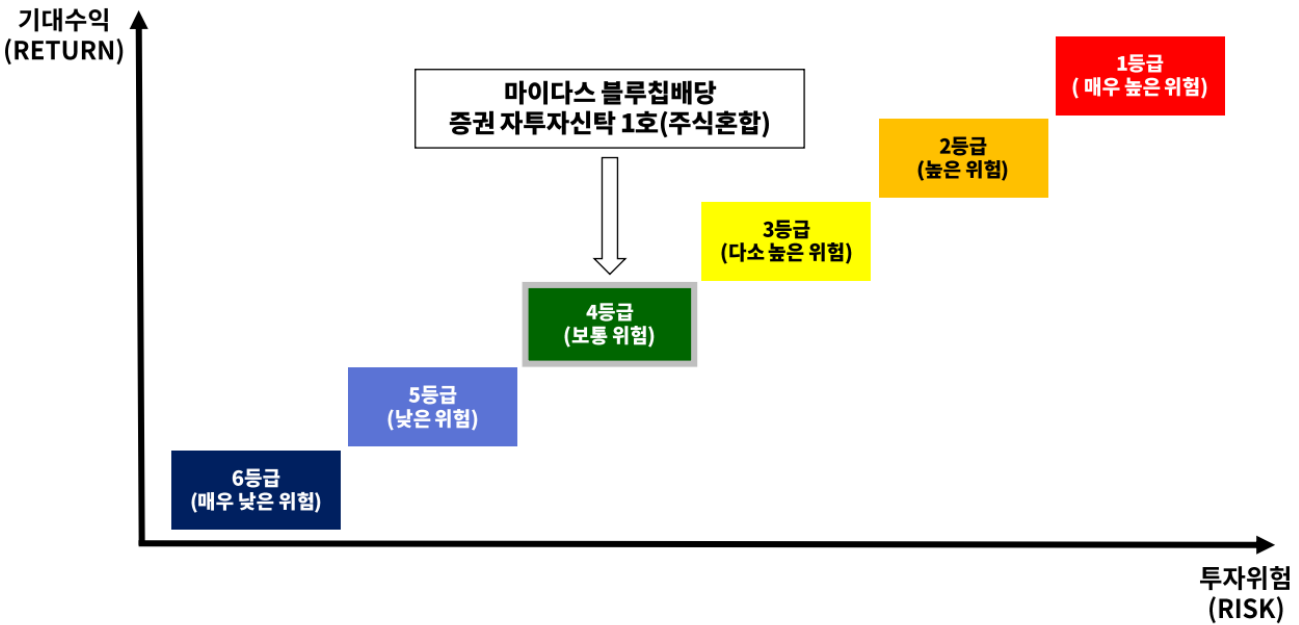 기대수익
(RETURN)
마이다스 블루칩배당
증권 자투자신탁 1호(주식혼합)
1등급
( 매우 높은 위험)
2등급
(높은 위험)
3등급
(다소 높은 위험)
4등급
(보통 위험)
5등급
(낮은 위험)
6등급
(매우 낮은 위험)
투자위험
(RISK)